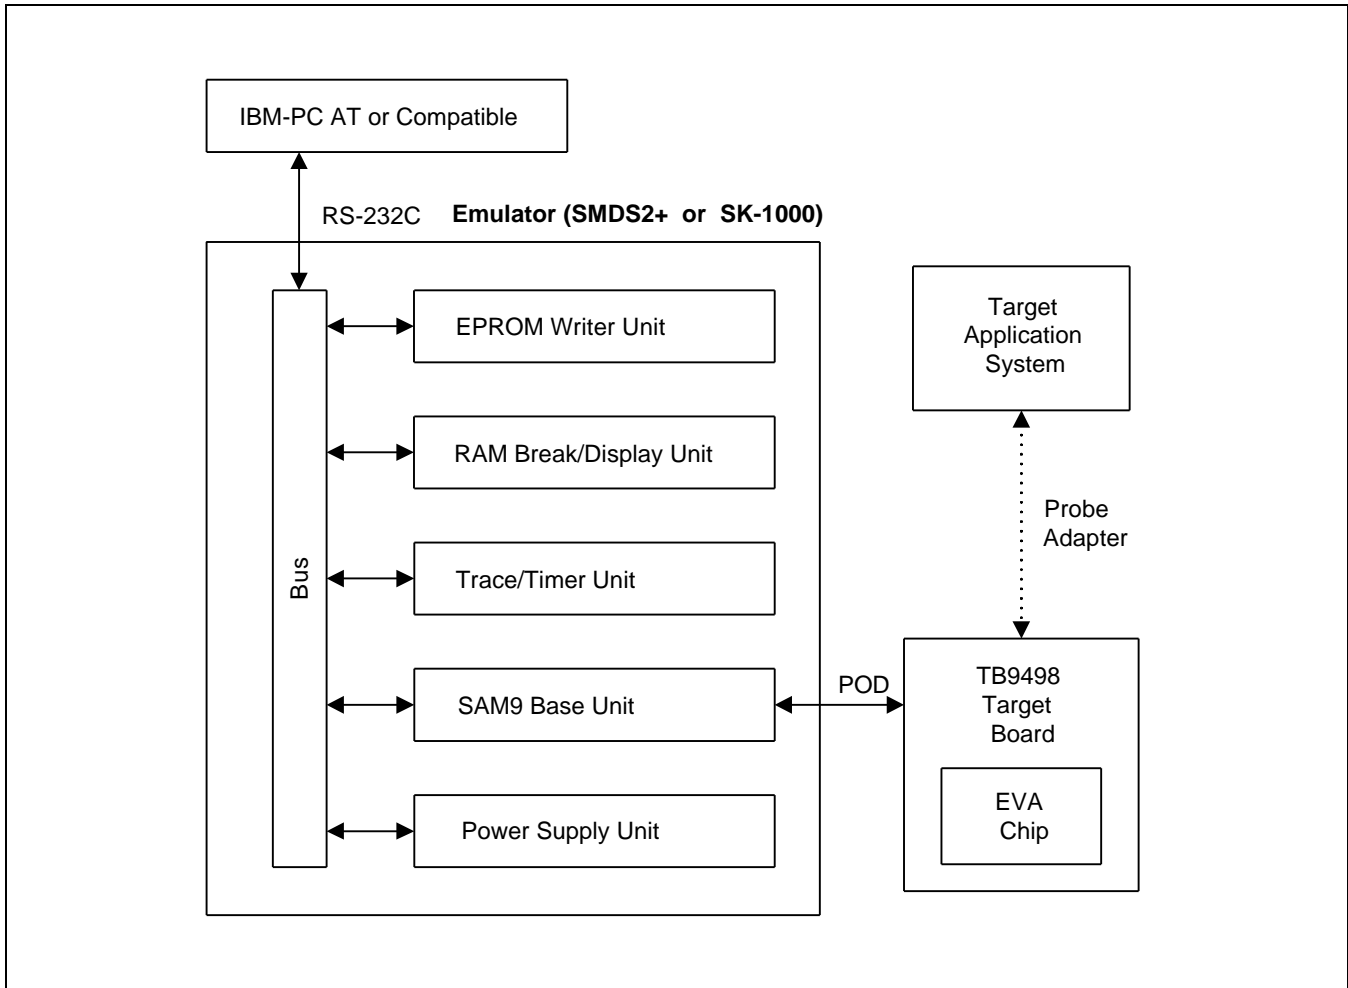 IBM-PC AT or Compatible
RS-232C
Emulator (SMDS2+ or SK-1000)
Bus
EPROM Writer Unit
RAM Break/Display Unit
Trace/Timer Unit
SAM9 Base Unit
Power Supply Unit
POD
Target
Application
System
Probe
Adapter
TB9498
Target
Board
EVA
Chip